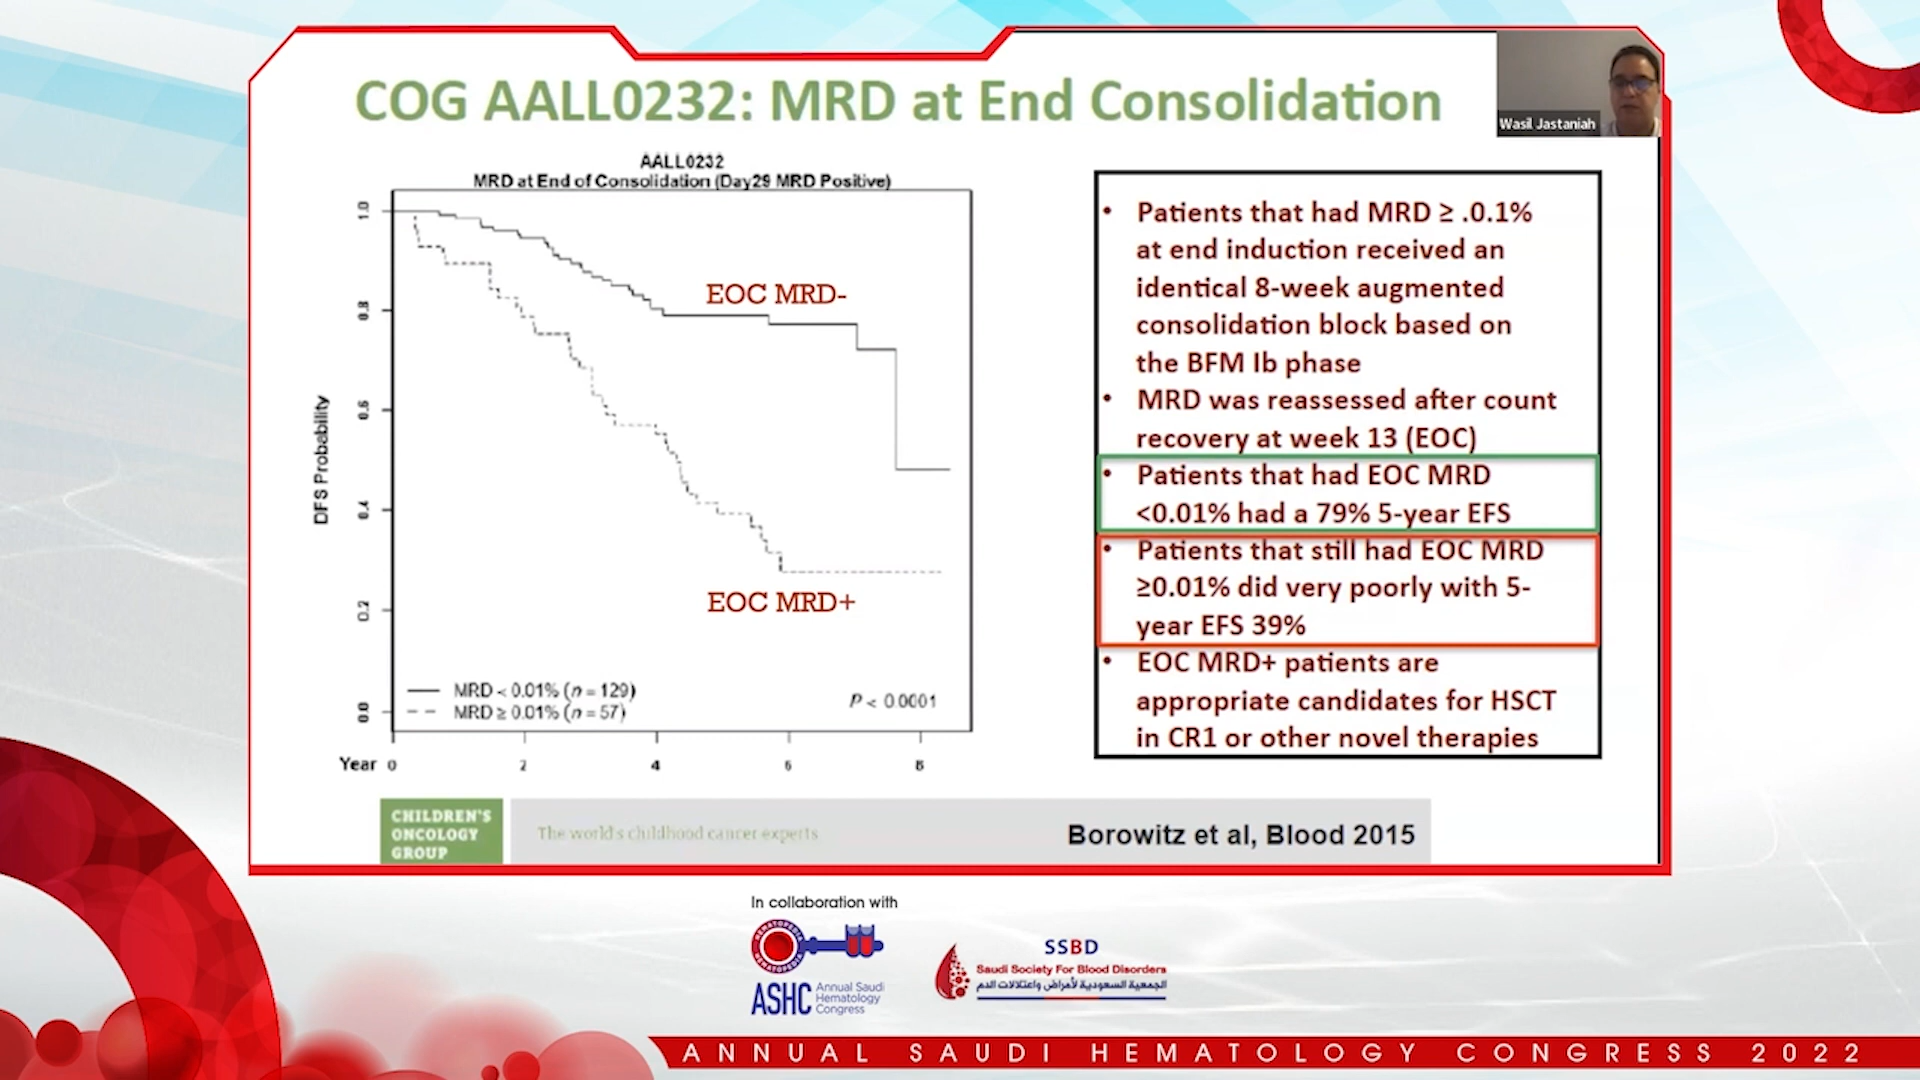 COG AALL0232: MRD at End Consolidation
Wasil Jastaniah
AALL0232
MRD at End of Consolidation (Day29 MRD Positive)
DFS Probability
1.0
0.8
0.6
0.4
0.2
0.0
EOC MRD-
EOC MRD+
MRD < 0.01% (n = 129)
MRD ≥ 0.01% (n = 57)
P < 0.0001
Year 0 2 4 6 8
• Patients that had MRD ≥ .0.1%
at end induction received an
identical 8-week augmented
consolidation block based on
the BFM Ib phase
• MRD was reassessed after count
recovery at week 13 (EOC)
• Patients that had EOC MRD
<0.01% had a 79% 5-year EFS
• Patients that still had EOC MRD
≥0.01% did very poorly with 5-
year EFS 39%
• EOC MRD+ patients are
appropriate candidates for HSCT
in CR1 or other novel therapies
CHILDREN'S
ONCOLOGY
GROUP
The world's childhood cancer experts
Borowitz et al, Blood 2015
In collaboration with
HEMATOPEDIA
HEMATOPEDIA
ASHC
Annual Saudi
Hematology
Congress
SSBD
Saudi Society For Blood Disorders
الجمعية السعودية لأمراض واعتلالات الدم
ANNUAL SAUDI HEMATOLOGY CONGRESS 2022